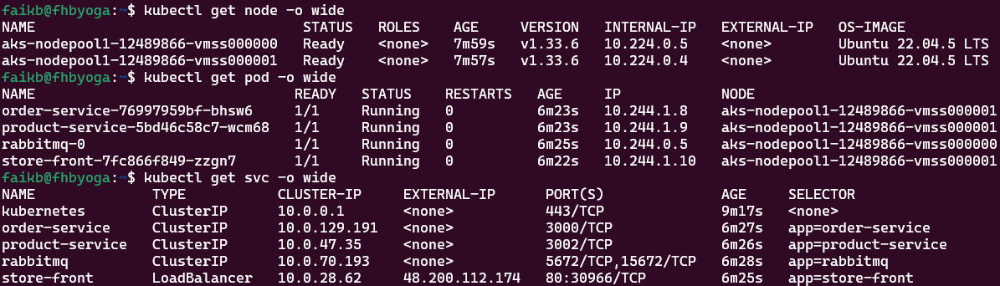 faikb@fhbyoga:~$ kubectl get node -o wide
NAME STATUS ROLES AGE VERSION INTERNAL-IP EXTERNAL-IP OS-IMAGE
aks-nodepool1-12489866-vmss000000 Ready <none> 7m59s v1.33.6 10.224.0.5 <none> Ubuntu 22.04.5 LTS
aks-nodepool1-12489866-vmss000001 Ready <none> 7m57s v1.33.6 10.224.0.4 <none> Ubuntu 22.04.5 LTS
faikb@fhbyoga:~$ kubectl get pod -o wide
NAME READY STATUS RESTARTS AGE IP NODE
order-service-76997959bf-bhsw6 1/1 Running 0 6m23s 10.244.1.8 aks-nodepool1-12489866-vmss000001
product-service-5bd46c58c7-wcm68 1/1 Running 0 6m23s 10.244.1.9 aks-nodepool1-12489866-vmss000001
rabbitmq-0 1/1 Running 0 6m25s 10.244.0.5 aks-nodepool1-12489866-vmss000000
store-front-7fc866f849-zzgn7 1/1 Running 0 6m22s 10.244.1.10 aks-nodepool1-12489866-vmss000001
faikb@fhbyoga:~$ kubectl get svc -o wide
NAME TYPE CLUSTER-IP EXTERNAL-IP PORT(S) AGE SELECTOR
kubernetes ClusterIP 10.0.0.1 <none> 443/TCP 9m17s <none>
order-service ClusterIP 10.0.129.191 <none> 3000/TCP 6m27s app=order-service
product-service ClusterIP 10.0.47.35 <none> 3002/TCP 6m26s app=product-service
rabbitmq ClusterIP 10.0.70.193 <none> 5672/TCP,15672/TCP 6m28s app=rabbitmq
store-front LoadBalancer 10.0.28.62 48.200.112.174 80:30966/TCP 6m25s app=store-front